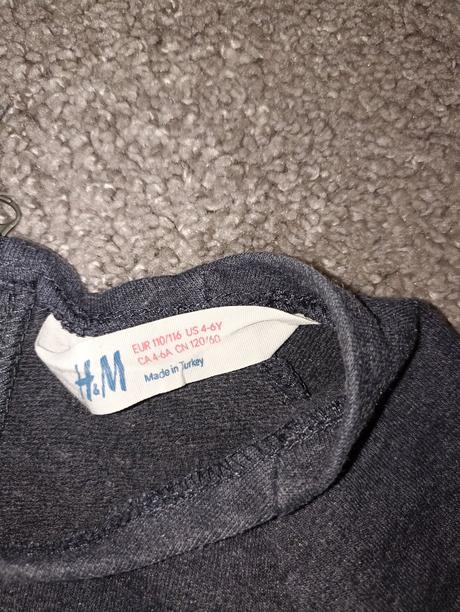 H&M
EUR 110/116 US 4-6Y
CA 4-6A CN 120/60
Made in Turkey